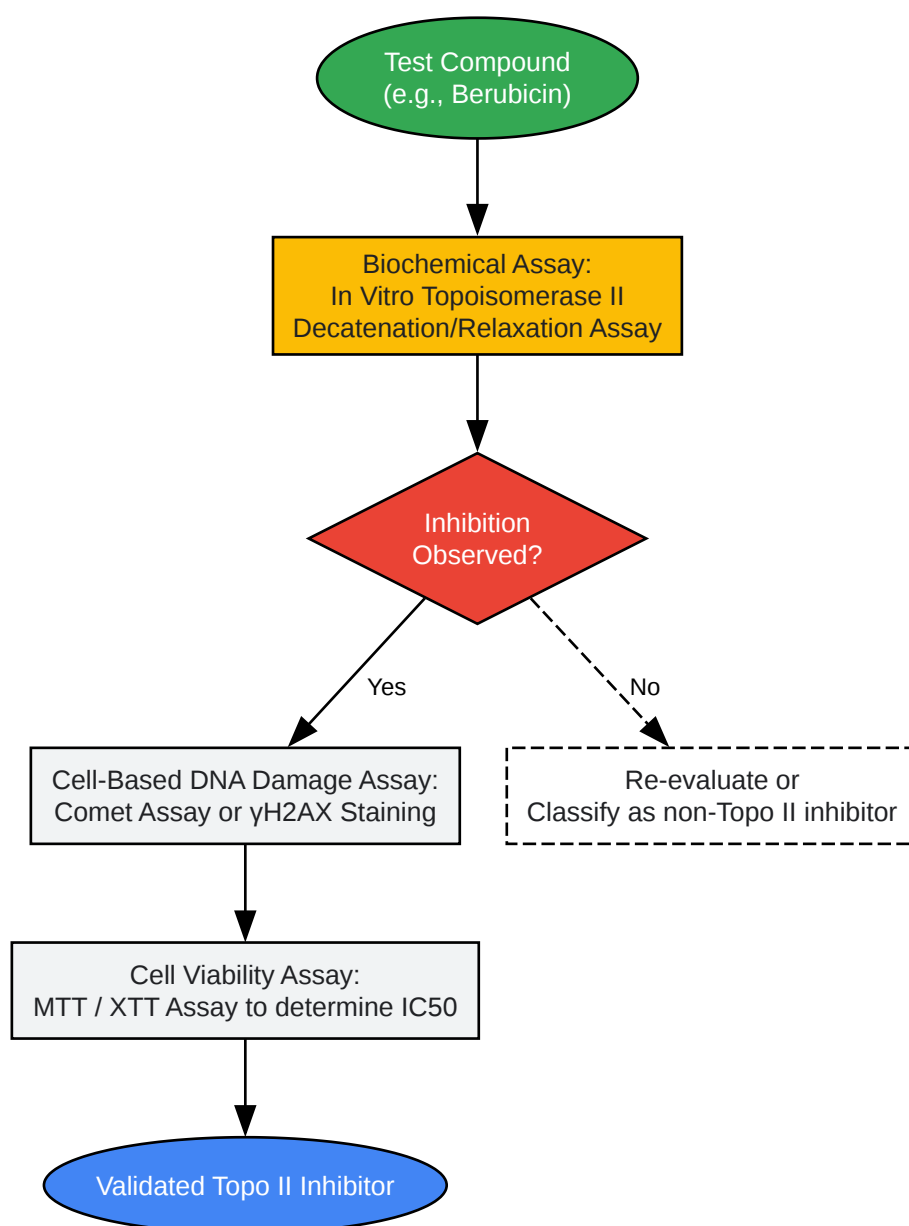 Test Compound
(e.g., Berubicin)
Biochemical Assay:
In Vitro Topoisomerase II
Decatenation/Relaxation Assay
Inhibition
Observed?
Yes
No
Cell-Based DNA Damage Assay:
Comet Assay or γH2AX Staining
Re-evaluate or
Classify as non-Topo II inhibitor
Cell Viability Assay:
MTT / XTT Assay to determine IC50
Validated Topo II Inhibitor